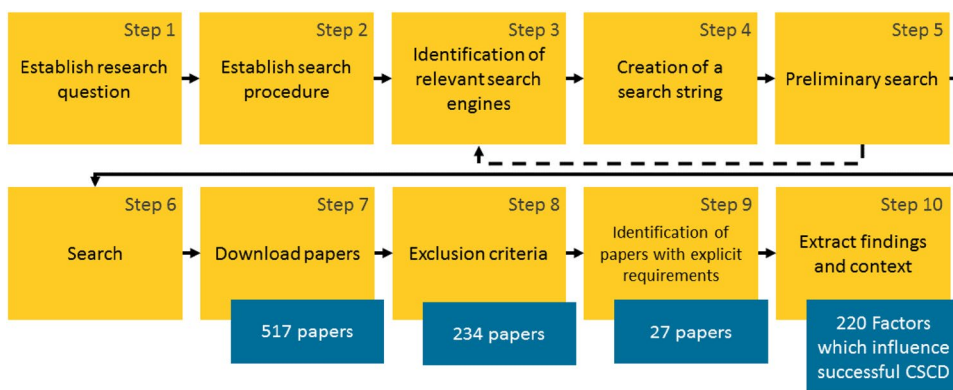 Step 1
Establish research
question
Step 2
Establish search
procedure
Step 3
Identification of
relevant search
engines
Step 4
Creation of a
search string
Step 5
Preliminary search
Step 6
Search
Step 7
Download papers
517 papers
Step 8
Exclusion criteria
234 papers
Step 9
Identification of
papers with explicit
requirements
27 papers
Step 10
Extract findings
and context
220 Factors
which influence
successful CSCD